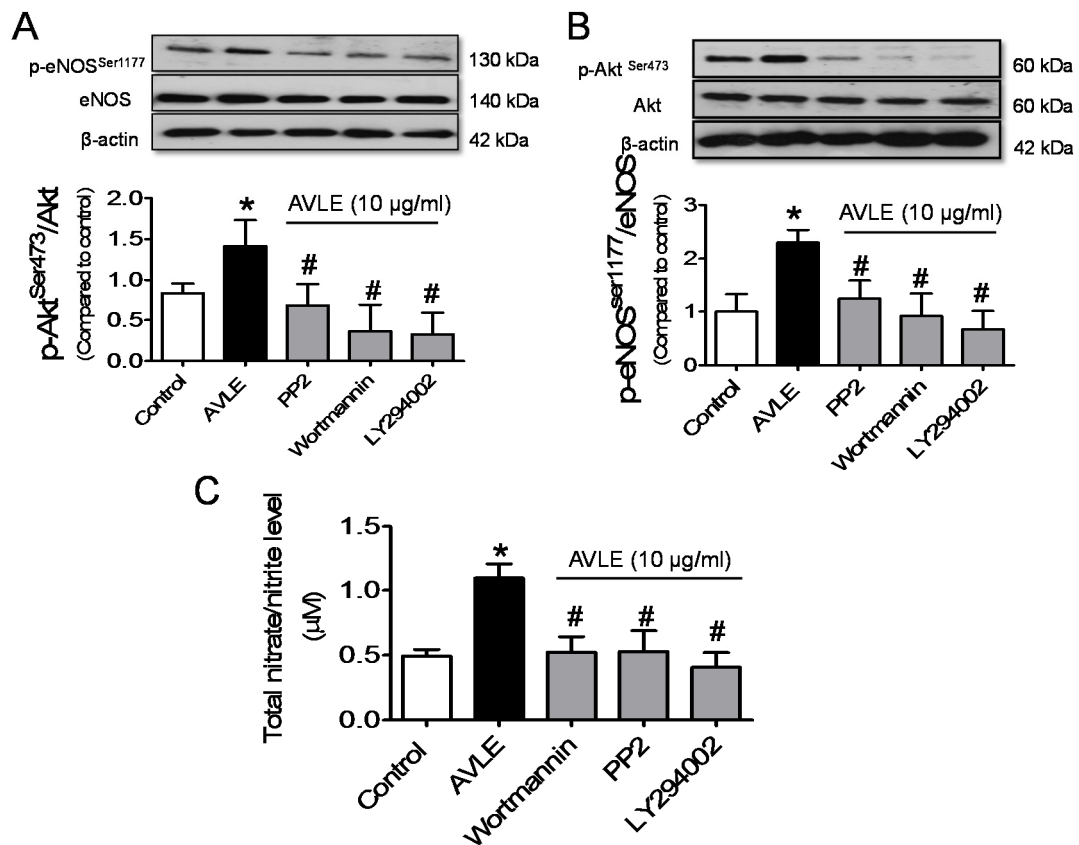 A
p-eNOS^Ser1177 130 kDa
eNOS 140 kDa
β-actin 42 kDa
p-Akt^Ser473/Akt
(Compared to control)
2.0
1.5
1.0
0.5
0.0
AVLE (10 µg/ml)
*
#
#
#
Control
AVLE
PP2
Wortmannin
LY294002
B
p-Akt ^Ser473 60 kDa
Akt 60 kDa
β-actin 42 kDa
p-eNOS^ser1177/eNOS
(Compared to control)
3
2
1
0
AVLE (10 µg/ml)
*
#
#
#
Control
AVLE
PP2
Wortmannin
LY294002
C
Total nitrate/nitrite level
(µM)
1.5
1.0
0.5
0.0
AVLE (10 µg/ml)
*
#
#
#
Control
AVLE
Wortmannin
PP2
LY294002